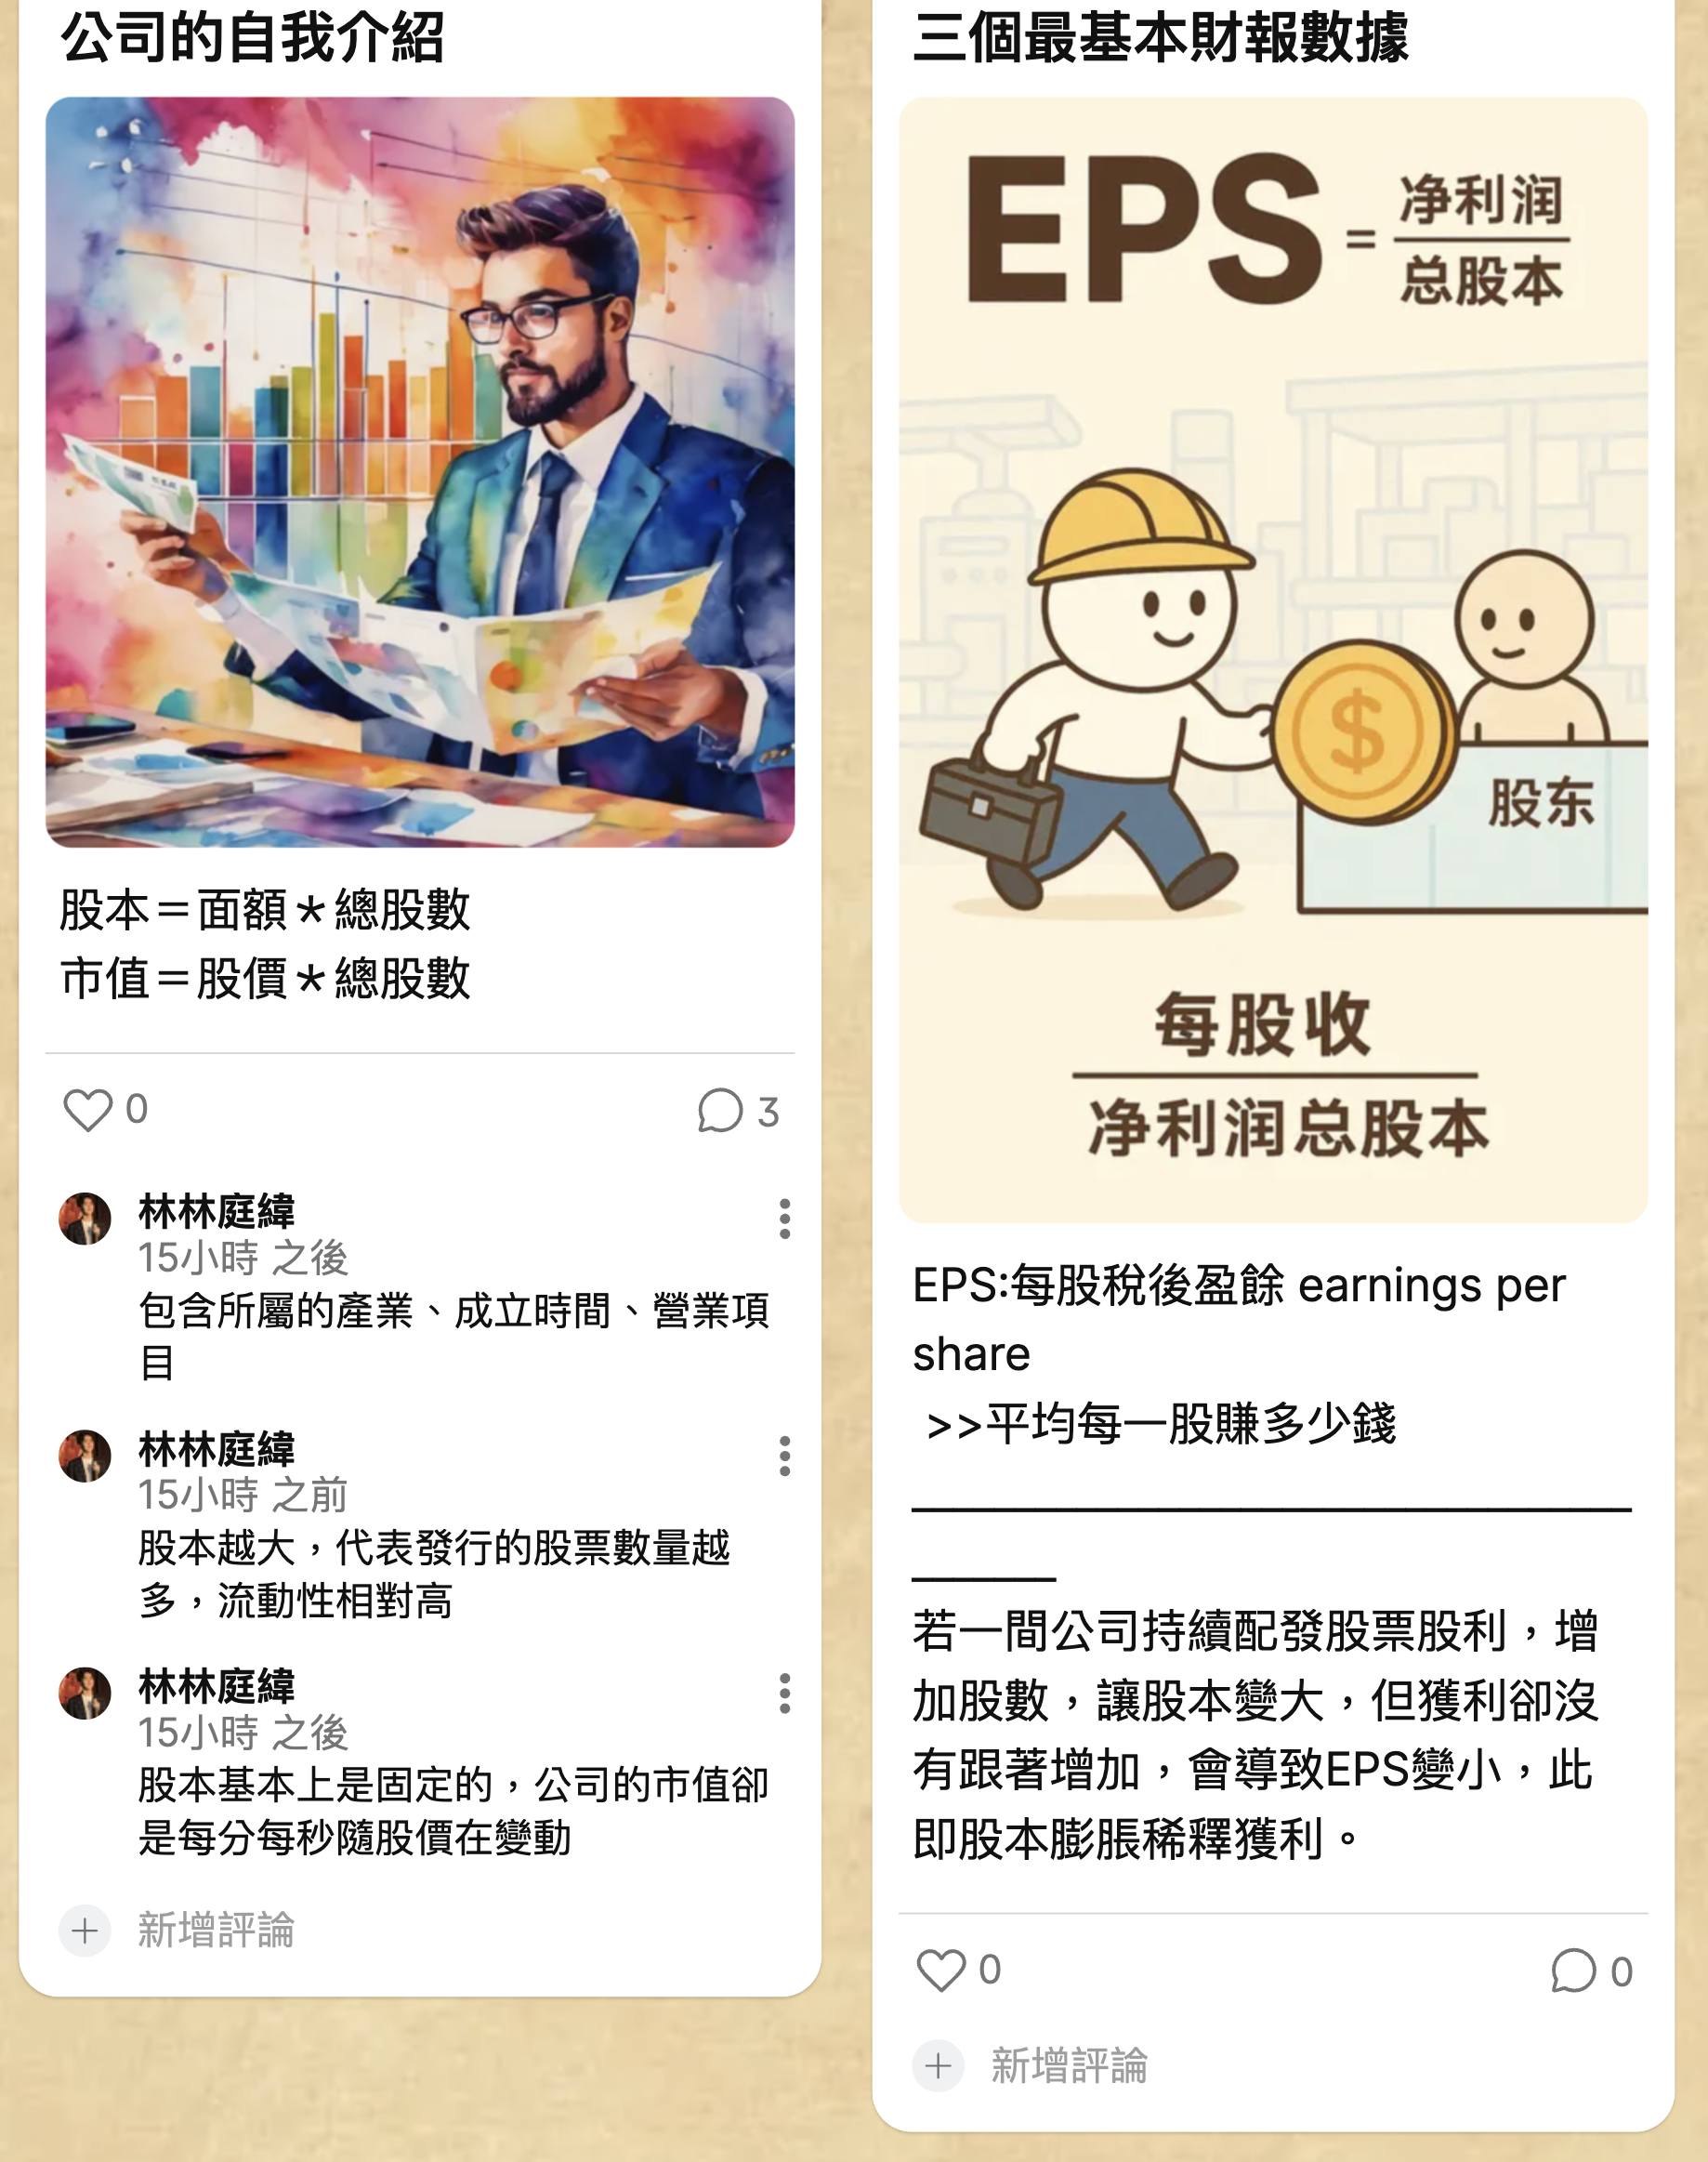 公司的自我介紹
股本＝面額＊總股數
市值＝股價＊總股數
0
3
林林庭緯
15小時 之後
包含所屬的產業、成立時間、營業項
目
林林庭緯
15小時 之前
股本越大，代表發行的股票數量越
多，流動性相對高
林林庭緯
15小時 之後
股本基本上是固定的，公司的市值卻
是每分每秒隨股價在變動
新增評論
三個最基本財報數據
EPS = 净利润
总股本
$
股东
每股收
净利润总股本
EPS:每股稅後盈餘 earnings per
share
>>平均每一股賺多少錢
若一間公司持續配發股票股利，增
加股數，讓股本變大，但獲利卻沒
有跟著增加，會導致EPS變小，此
即股本膨脹稀釋獲利。
0
0
新增評論